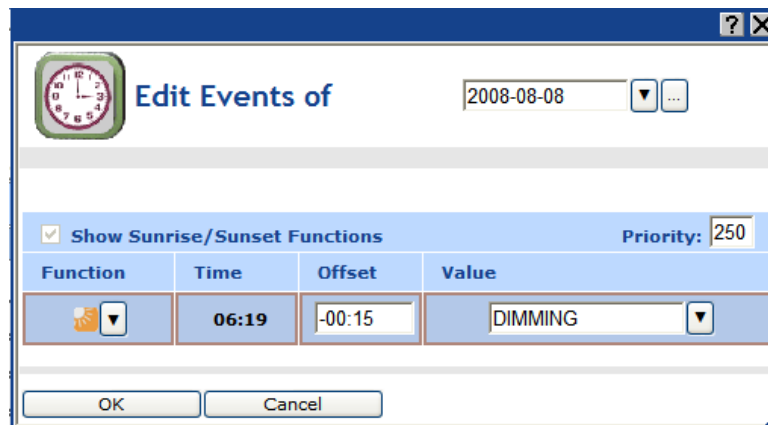 ?
Edit Events of 2008-08-08 ...
Show Sunrise/Sunset Functions Priority: 250
Function Time Offset Value
06:19 -00:15 DIMMING
OK Cancel